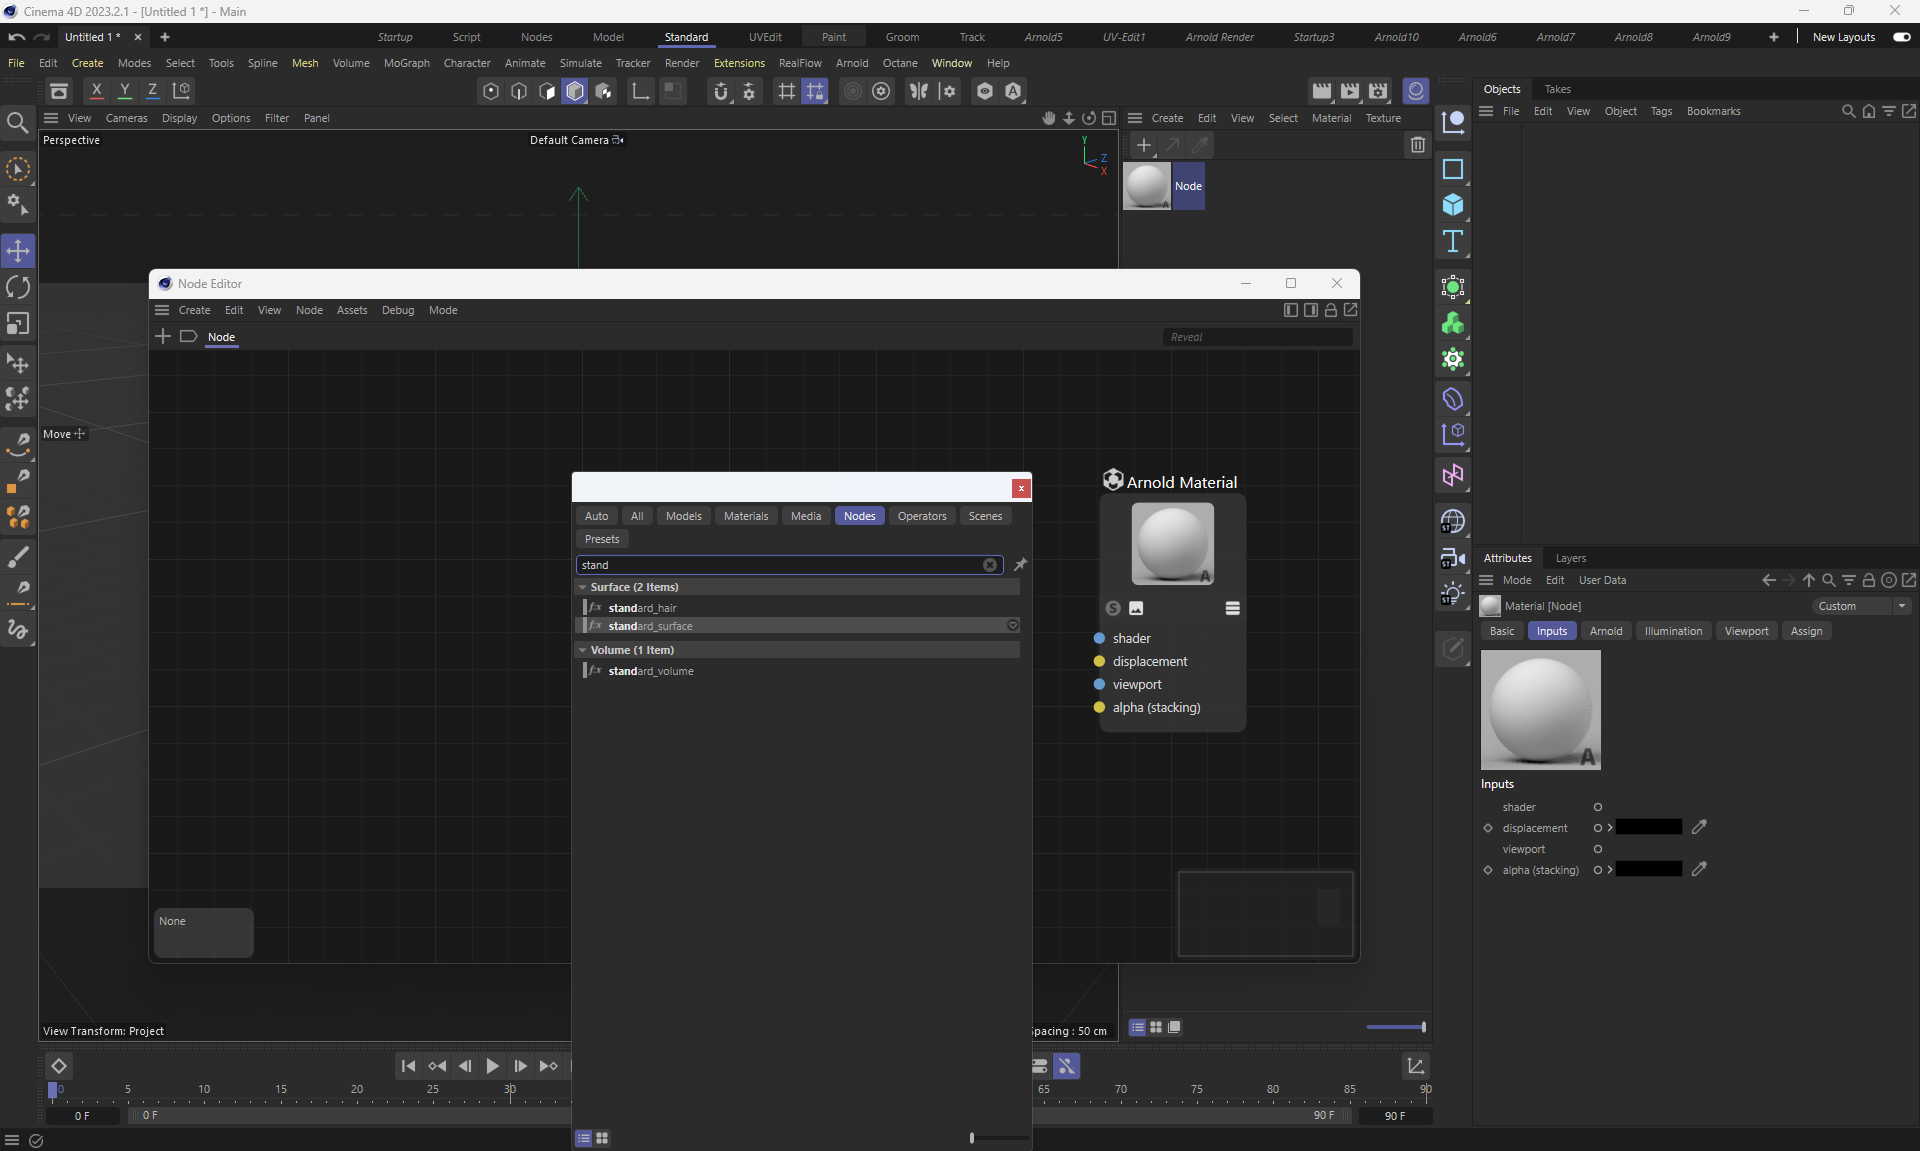 Cinema 4D 2023.2.1 - [Untitled 1 *] - Main
Untitled 1 * Startup Script Nodes Model Standard UVEdit Paint Groom Track Arnold5 UV-Edit1 Arnold Render Startup3 Arnold10 Arnold6 Arnold7 Arnold8 Arnold9 New Layouts
File Edit Create Modes Select Tools Spline Mesh Volume MoGraph Character Animate Simulate Tracker Render Extensions RealFlow Arnold Octane Window Help
X Y Z
Objects Takes
File Edit View Object Tags Bookmarks
View Cameras Display Options Filter Panel
Create Edit View Select Material Texture
Perspective
Default Camera
Y
Z
X
Node
Node Editor
Create Edit View Node Assets Debug Mode
Node
Reveal
Move
Arnold Material
A
S
shader
displacement
viewport
alpha (stacking)
Auto All Models Materials Media Nodes Operators Scenes
Presets
stand
Surface (2 Items)
standard_hair
standard_surface
Volume (1 Item)
standard_volume
None
View Transform: Project
pacing : 50 cm
Attributes Layers
Mode Edit User Data
Material [Node]
Custom
Basic Inputs Arnold Illumination Viewport Assign
A
Inputs
shader
displacement
viewport
alpha (stacking)
0 5 10 15 20 25 30 65 70 75 80 85 90
0 F 0 F 90 F 90 F